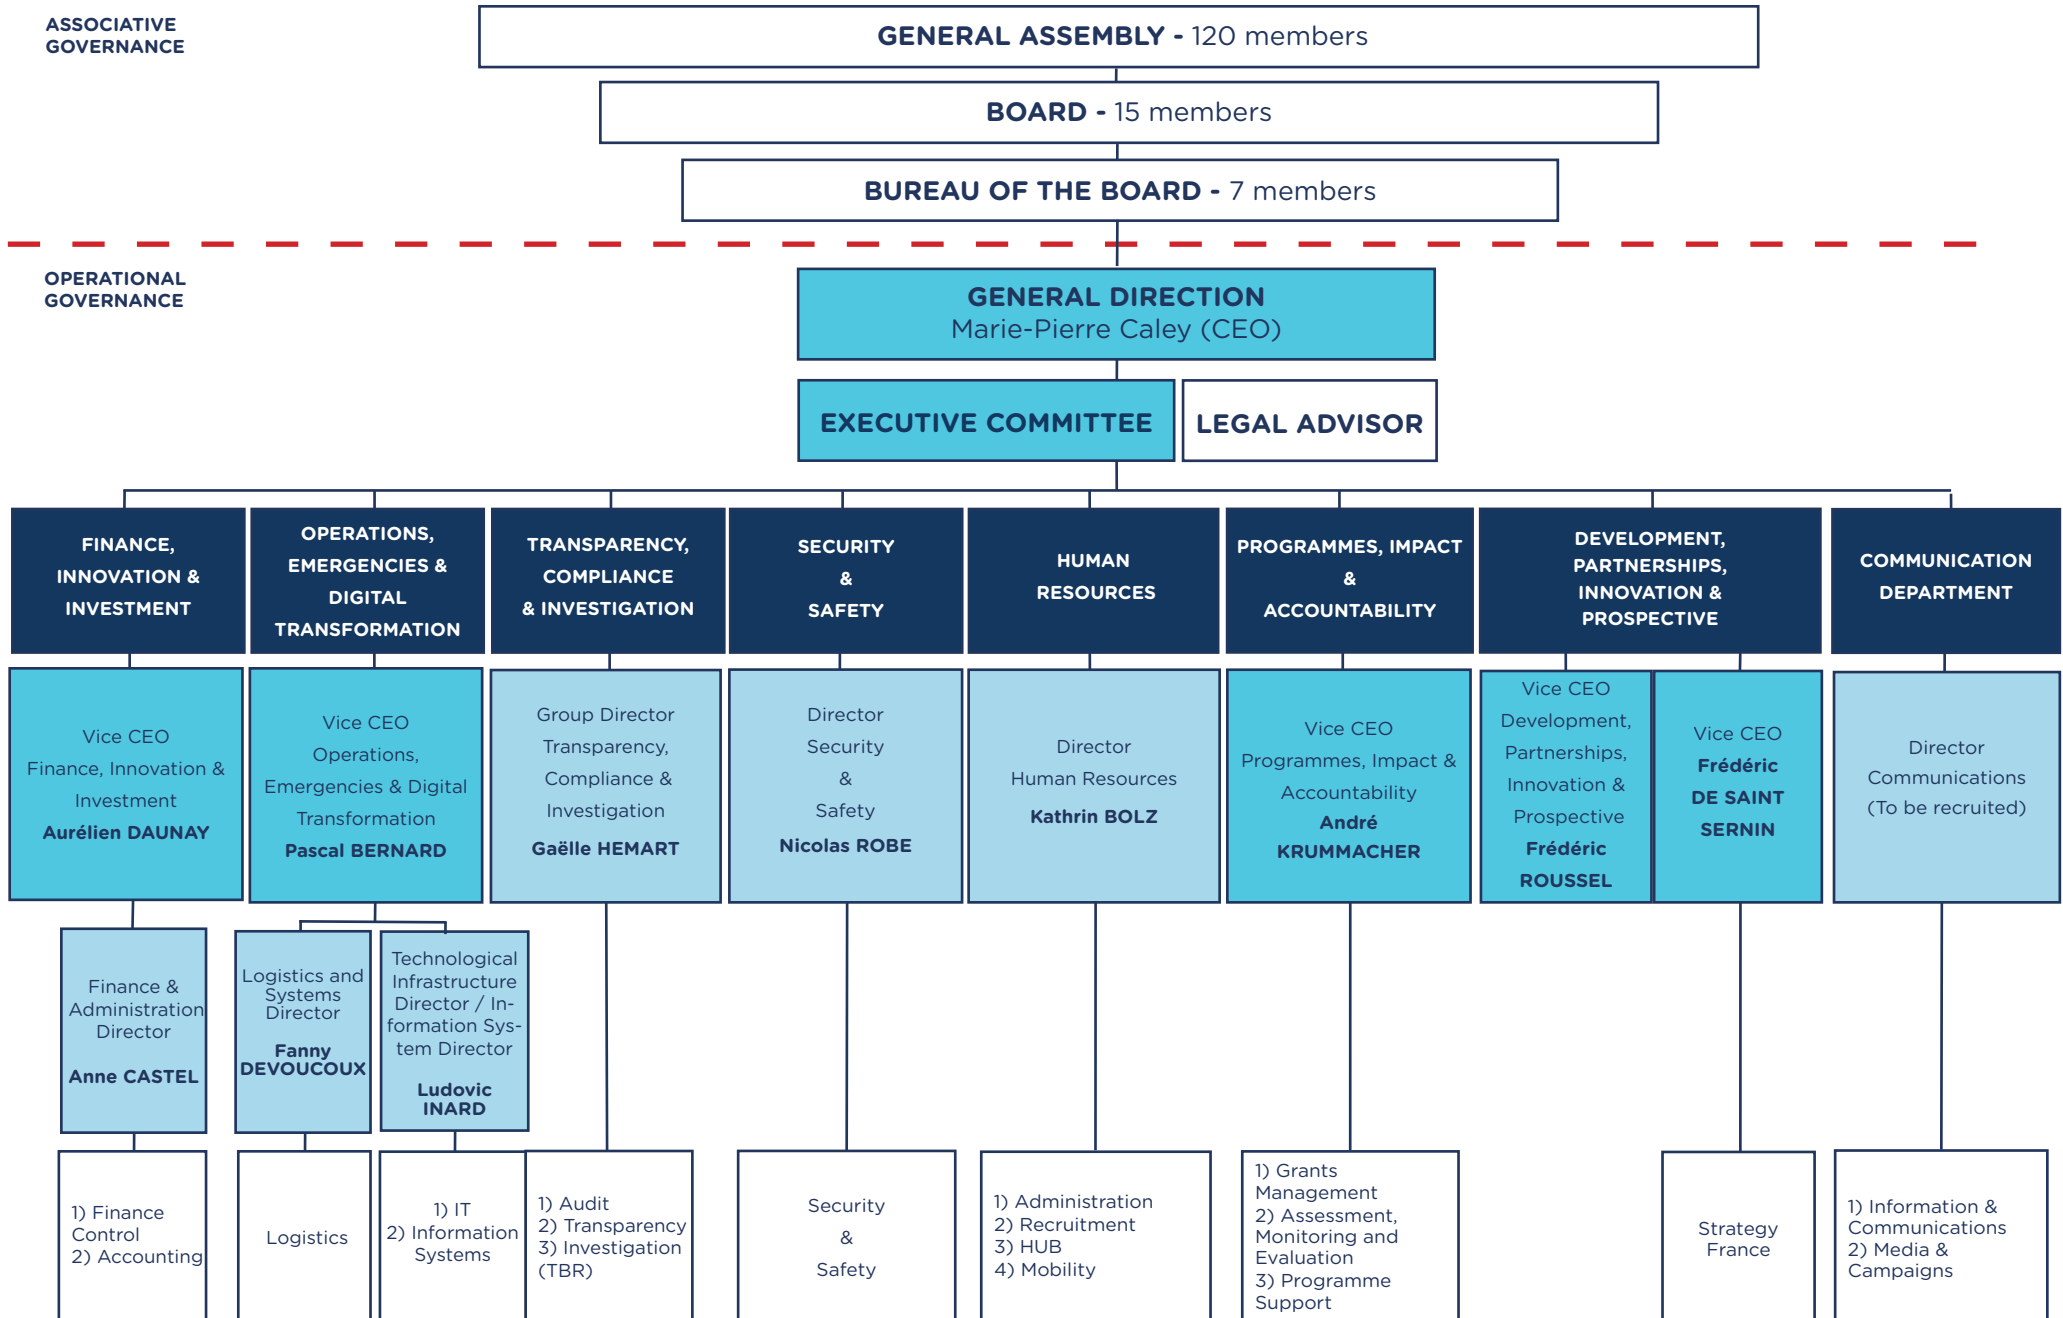 ASSOCIATIVE
GOVERNANCE
GENERAL ASSEMBLY - 120 members
BOARD - 15 members
BUREAU OF THE BOARD - 7 members
OPERATIONAL
GOVERNANCE
GENERAL DIRECTION
Marie-Pierre Caley (CEO)
EXECUTIVE COMMITTEE
LEGAL ADVISOR
FINANCE,
INNOVATION &
INVESTMENT
OPERATIONS,
EMERGENCIES &
DIGITAL
TRANSFORMATION
TRANSPARENCY,
COMPLIANCE
& INVESTIGATION
SECURITY
&
SAFETY
HUMAN
RESOURCES
PROGRAMMES, IMPACT
&
ACCOUNTABILITY
DEVELOPMENT,
PARTNERSHIPS,
INNOVATION &
PROSPECTIVE
COMMUNICATION
DEPARTMENT
Vice CEO
Finance, Innovation &
Investment
Aurélien DAUNAY
Vice CEO
Operations,
Emergencies & Digital
Transformation
Pascal BERNARD
Group Director
Transparency,
Compliance &
Investigation
Gaëlle HEMART
Director
Security
&
Safety
Nicolas ROBE
Director
Human Resources
Kathrin BOLZ
Vice CEO
Programmes, Impact &
Accountability
André
KRUMMACHER
Vice CEO
Development,
Partnerships,
Innovation &
Prospective
Frédéric
ROUSSEL
Vice CEO
Frédéric
DE SAINT
SERNIN
Director
Communications
(To be recruited)
Finance &
Administration
Director
Anne CASTEL
Logistics and
Systems
Director
Fanny
DEVOUCOUX
Technological
Infrastructure
Director / In-
formation Sys-
tem Director
Ludovic
INARD
1) Finance
Control
2) Accounting
Logistics
1) IT
2) Information
Systems
1) Audit
2) Transparency
3) Investigation
(TBR)
Security
&
Safety
1) Administration
2) Recruitment
3) HUB
4) Mobility
1) Grants
Management
2) Assessment,
Monitoring and
Evaluation
3) Programme
Support
Strategy
France
1) Information &
Communications
2) Media &
Campaigns